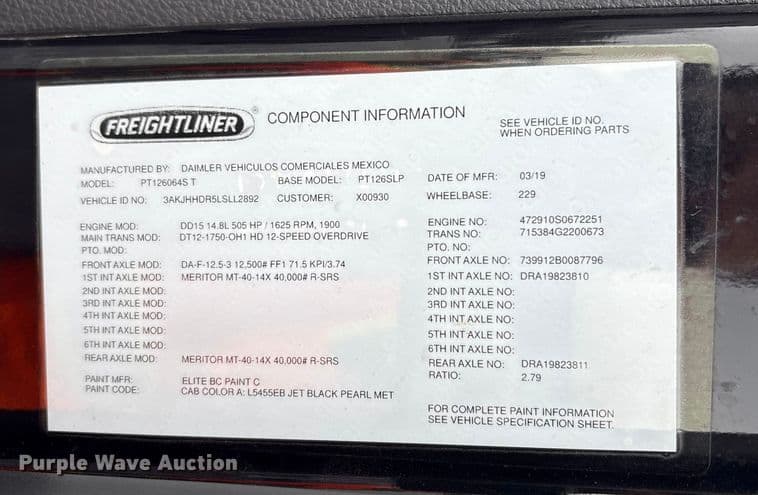 FREIGHTLINER ® COMPONENT INFORMATION
SEE VEHICLE ID NO.
WHEN ORDERING PARTS
MANUFACTURED BY: DAIMLER VEHICULOS COMERCIALES MEXICO DATE OF MFR: 03/19
MODEL: PT126064S T BASE MODEL: PT126SLP WHEELBASE: 229
VEHICLE ID NO: 3AKJHHDR5LSLL2892 CUSTOMER: X00930
ENGINE MOD: DD15 14.8L 505 HP / 1625 RPM, 1900 ENGINE NO: 472910S0672251
MAIN TRANS MOD: DT12-1750-OH1 HD 12-SPEED OVERDRIVE TRANS NO: 715384G2200673
PTO. MOD: PTO. NO:
FRONT AXLE MOD: DA-F-12.5-3 12,500# FF1 71.5 KPI/3.74 FRONT AXLE NO: 739912B0087796
1ST INT AXLE MOD: MERITOR MT-40-14X 40,000# R-SRS 1ST INT AXLE NO: DRA19823810
2ND INT AXLE MOD: 2ND INT AXLE NO:
3RD INT AXLE MOD: 3RD INT AXLE NO:
4TH INT AXLE MOD: 4TH INT AXLE NO:
5TH INT AXLE MOD: 5TH INT AXLE NO:
6TH INT AXLE MOD: 6TH INT AXLE NO:
REAR AXLE MOD: MERITOR MT-40-14X 40,000# R-SRS REAR AXLE NO: DRA19823811
RATIO: 2.79
PAINT MFR: ELITE BC PAINT C
PAINT CODE: CAB COLOR A: L5455EB JET BLACK PEARL MET
FOR COMPLETE PAINT INFORMATION
SEE VEHICLE SPECIFICATION SHEET.
Purple Wave Auction